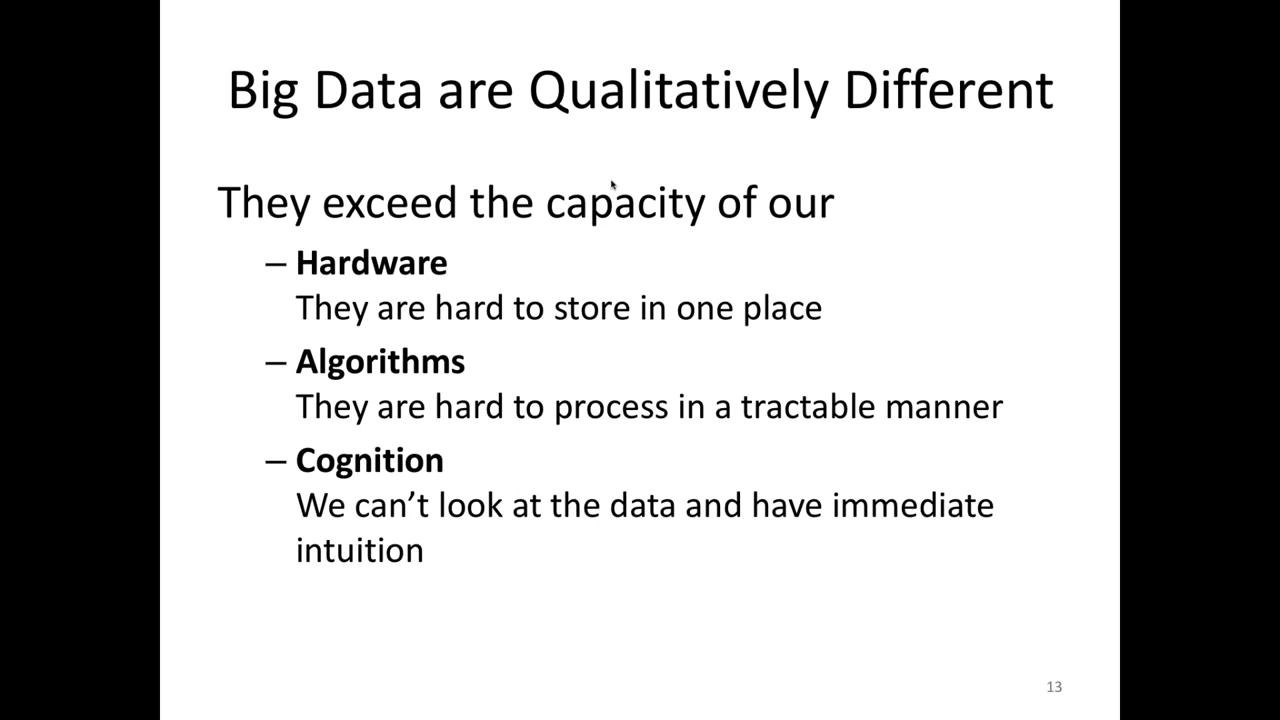 Big Data are Qualitatively Different
They exceed the capacity of our
– Hardware
They are hard to store in one place
– Algorithms
They are hard to process in a tractable manner
– Cognition
We can’t look at the data and have immediate
intuition
13